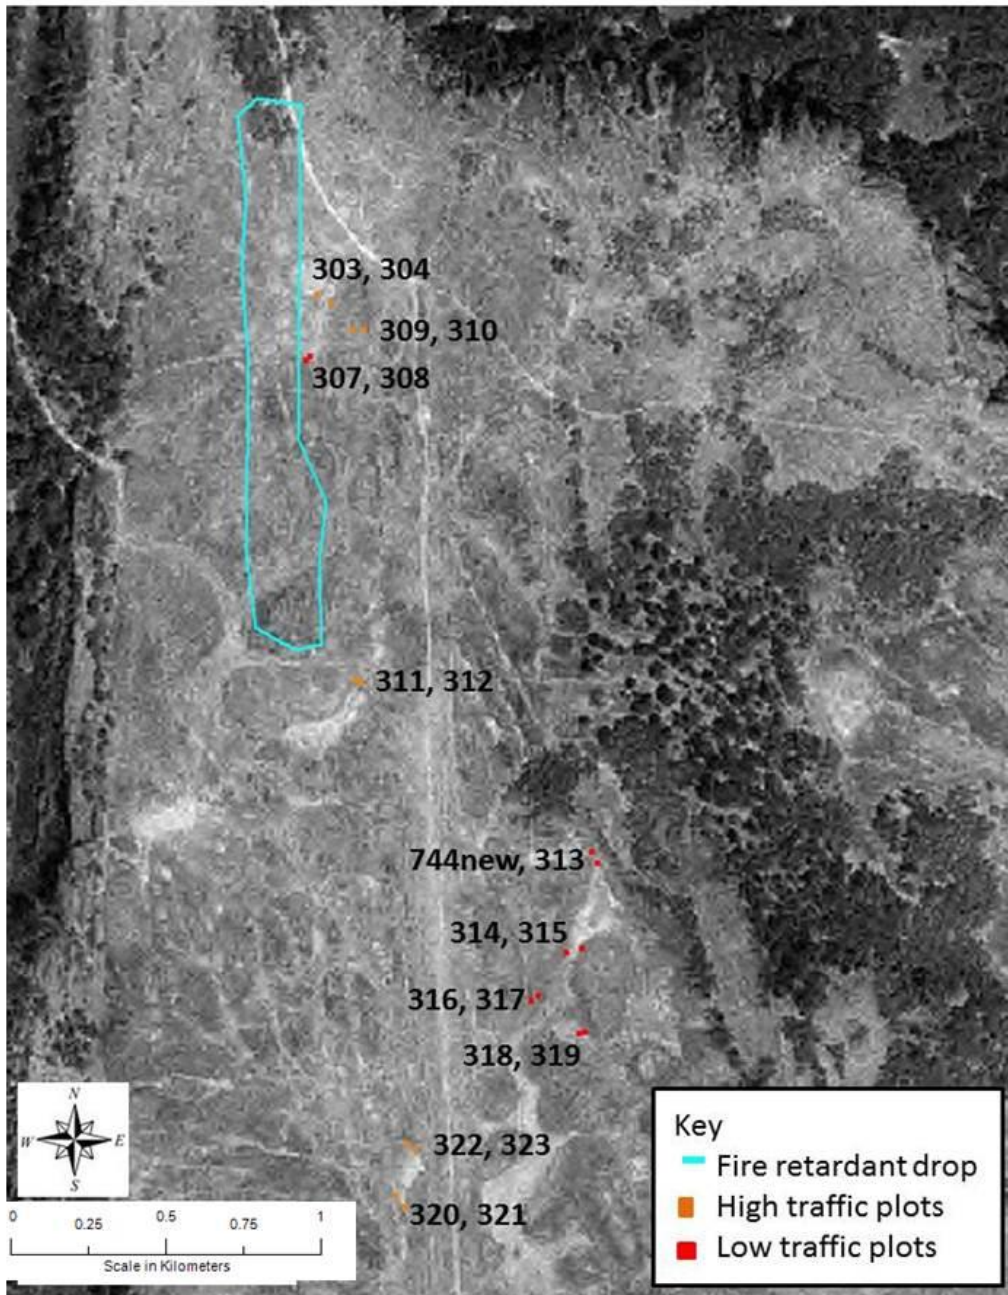 303, 304
309, 310
307, 308
311, 312
744new, 313
314, 315
316, 317
318, 319
322, 323
320, 321
N
W E
S
0 0.25 0.5 0.75 1
Scale in Kilometers
Key
Fire retardant drop
High traffic plots
Low traffic plots